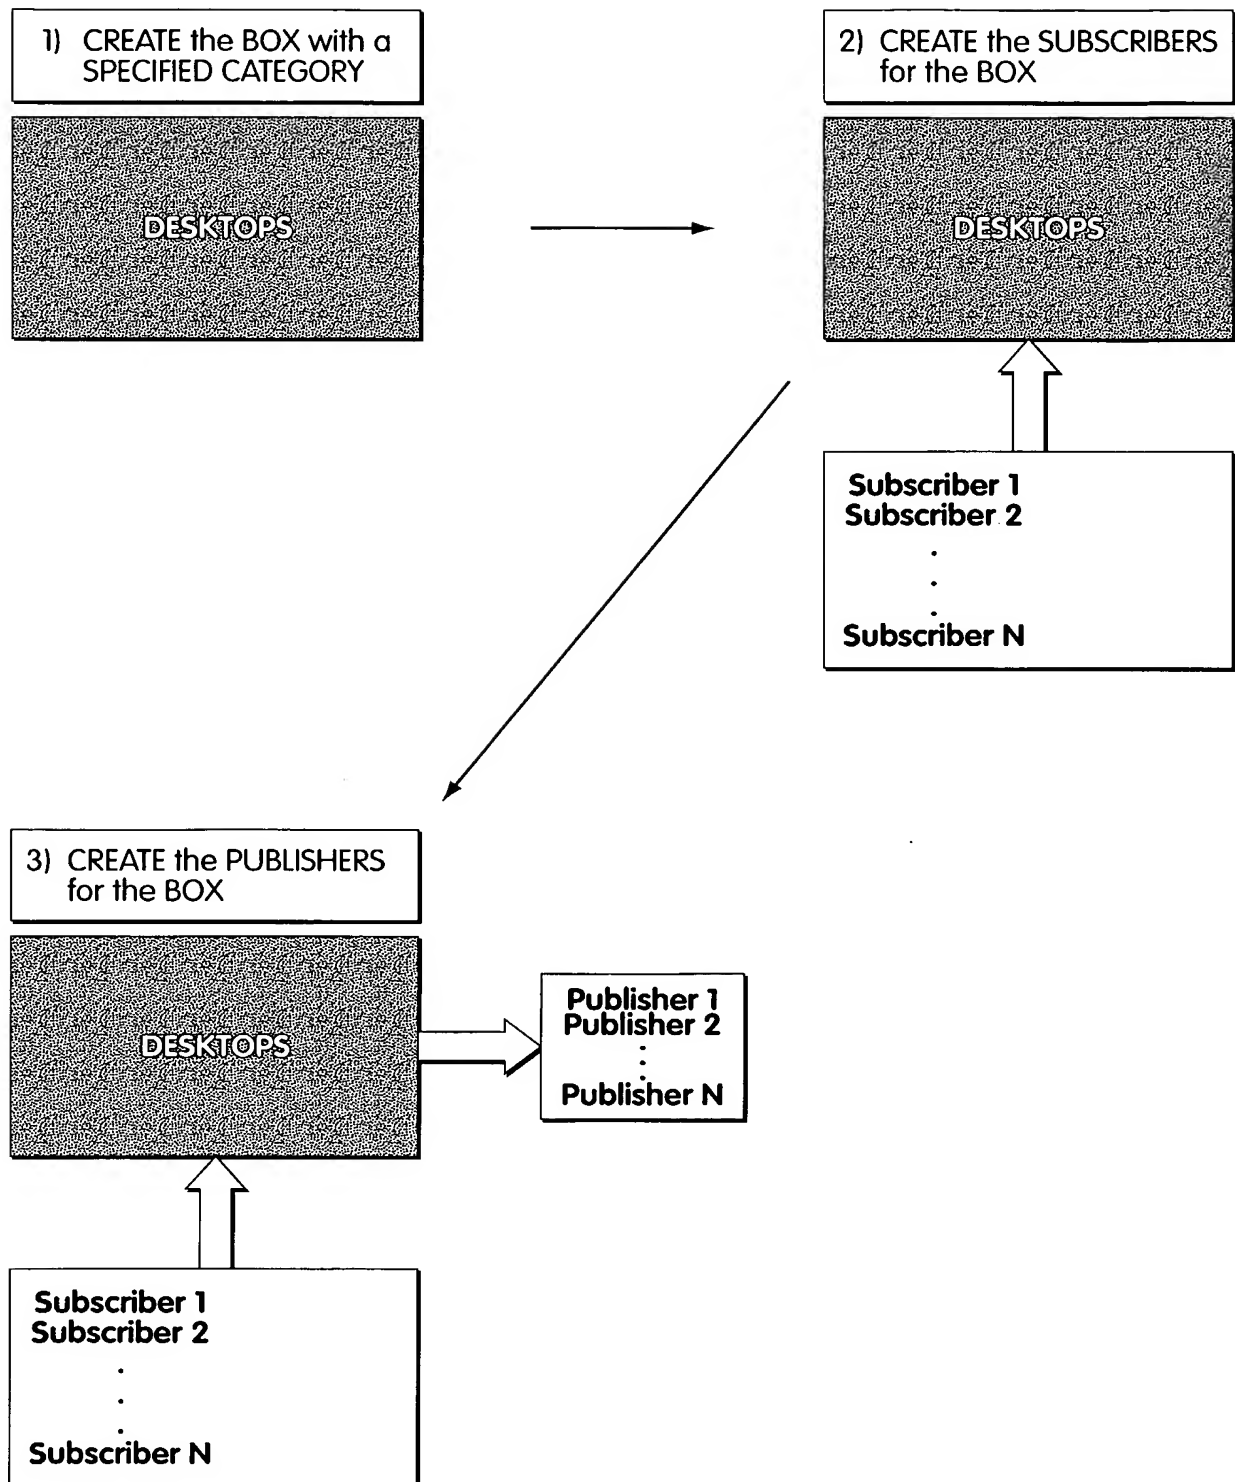 1) CREATE the BOX with a
SPECIFIED CATEGORY
DESKTOPS
2) CREATE the SUBSCRIBERS
for the BOX
DESKTOPS
Subscriber 1
Subscriber 2
.
.
.
Subscriber N
3) CREATE the PUBLISHERS
for the BOX
DESKTOPS
Publisher 1
Publisher 2
.
.
.
Publisher N
Subscriber 1
Subscriber 2
.
.
.
Subscriber N